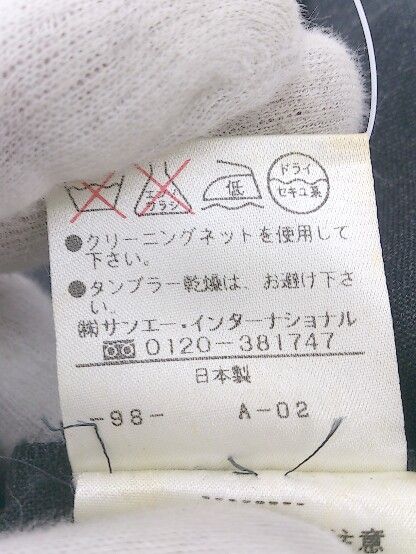 エンソ
サラシ
低
ドライ
セキユ系
●クリーニングネットを使用して
下さい。
●タンブラー乾燥は、お避け下さ
い。
㈱サンエー・インターナショナル
0120-381747
日本製
-98- A-02
注意